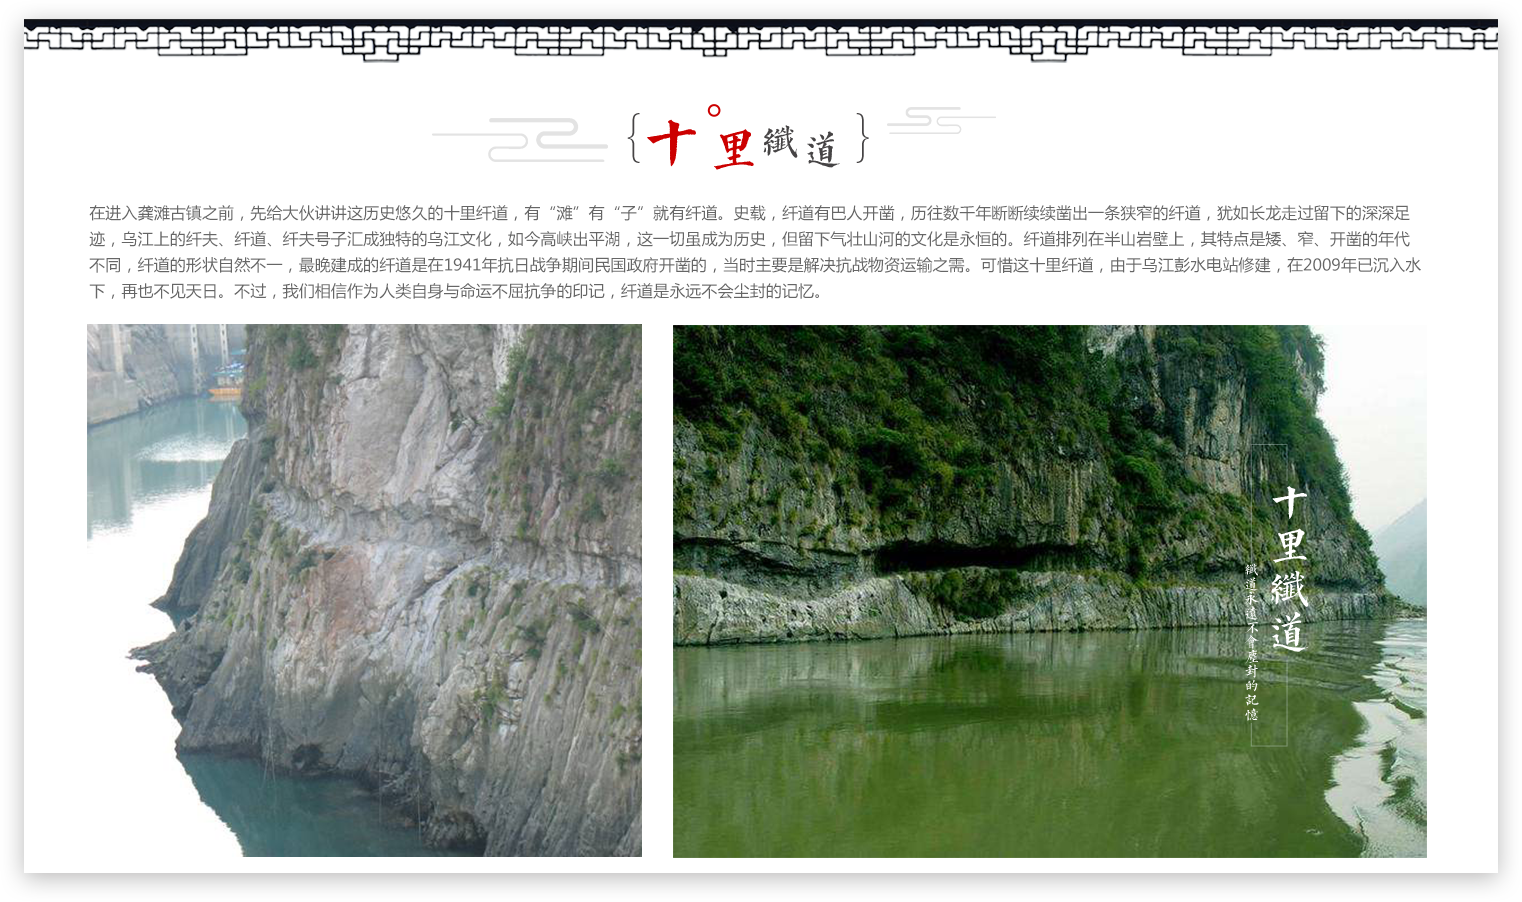 {十里纖道}
在进入龚滩古镇之前，先给大伙讲讲这历史悠久的十里纤道，有“滩”有“子”就有纤道。史载，纤道有巴人开凿，历往数千年断断续续凿出一条狭窄的纤道，犹如长龙走过留下的深深足
迹，乌江上的纤夫、纤道、纤夫号子汇成独特的乌江文化，如今高峡出平湖，这一切虽成为历史，但留下气壮山河的文化是永恒的。纤道排列在半山岩壁上，其特点是矮、窄、开凿的年代
不同，纤道的形状自然不一，最晚建成的纤道是在1941年抗日战争期间民国政府开凿的，当时主要是解决抗战物资运输之需。可惜这十里纤道，由于乌江彭水电站修建，在2009年已沉入水
下，再也不见天日。不过，我们相信作为人类自身与命运不屈抗争的印记，纤道是永远不会尘封的记忆。
十里纖道
纖道永遠不會塵封的記憶